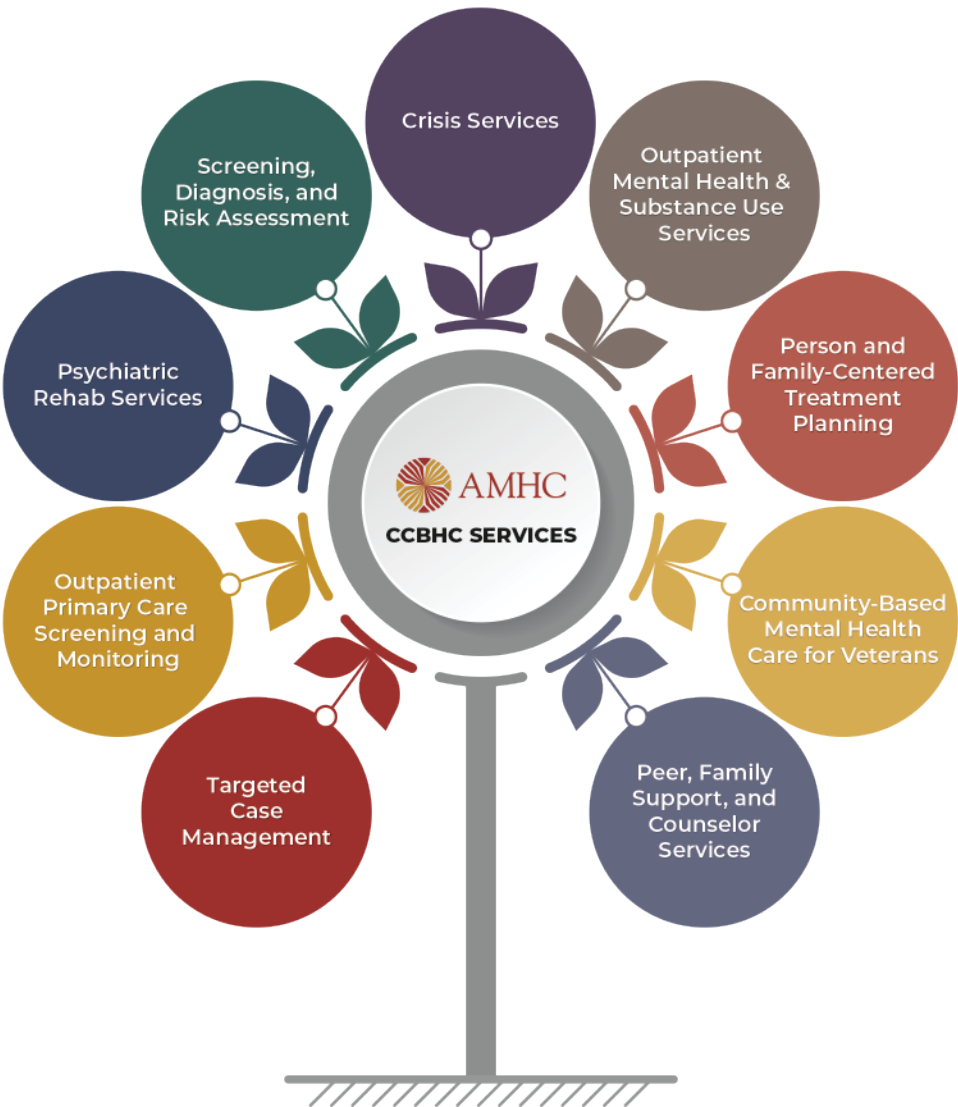 Crisis Services
Outpatient
Mental Health &
Substance Use
Services
Person and
Family-Centered
Treatment
Planning
Community-Based
Mental Health
Care for Veterans
Peer, Family
Support, and
Counselor
Services
Targeted
Case
Management
Outpatient
Primary Care
Screening and
Monitoring
Psychiatric
Rehab Services
Screening,
Diagnosis, and
Risk Assessment
AMHC
CCBHC SERVICES